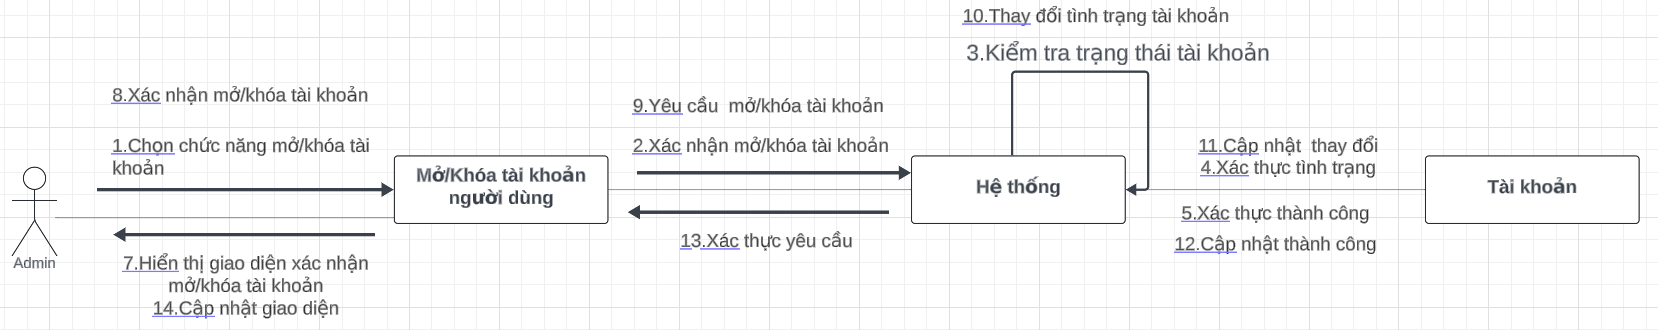 10.Thay đổi tình trạng tài khoản
3.Kiểm tra trạng thái tài khoản
8.Xác nhận mở/khóa tài khoản
9.Yêu cầu  mở/khóa tài khoản
1.Chọn chức năng mở/khóa tài
khoản
2.Xác nhận mở/khóa tài khoản
11.Cập nhật  thay đổi
4.Xác thực tình trạng
Mở/Khóa tài khoản
người dùng
Hệ thống
Tài khoản
5.Xác thực thành công
13.Xác thực yêu cầu
12.Cập nhật thành công
Admin
7.Hiển thị giao diện xác nhận
mở/khóa tài khoản
14.Cập nhật giao diện